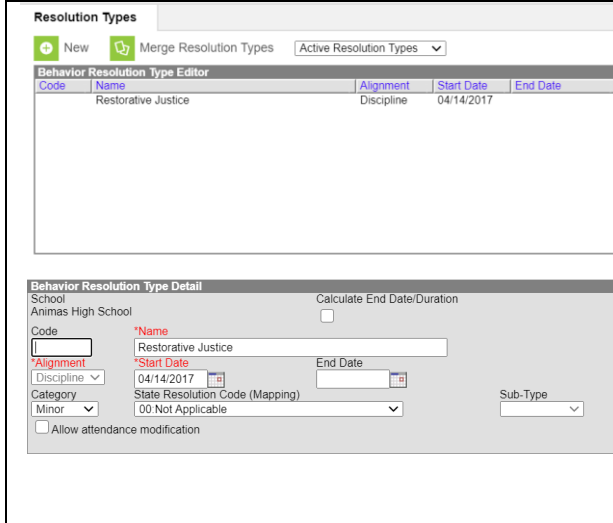 Resolution Types
New Merge Resolution Types Active Resolution Types
Behavior Resolution Type Editor
Code Name Alignment Start Date End Date
Restorative Justice Discipline 04/14/2017
Behavior Resolution Type Detail
School Calculate End Date/Duration
Animas High School
Code *Name
Restorative Justice
*Alignment *Start Date End Date
Discipline 04/14/2017
Category State Resolution Code (Mapping) Sub-Type
Minor 00:Not Applicable
Allow attendance modification